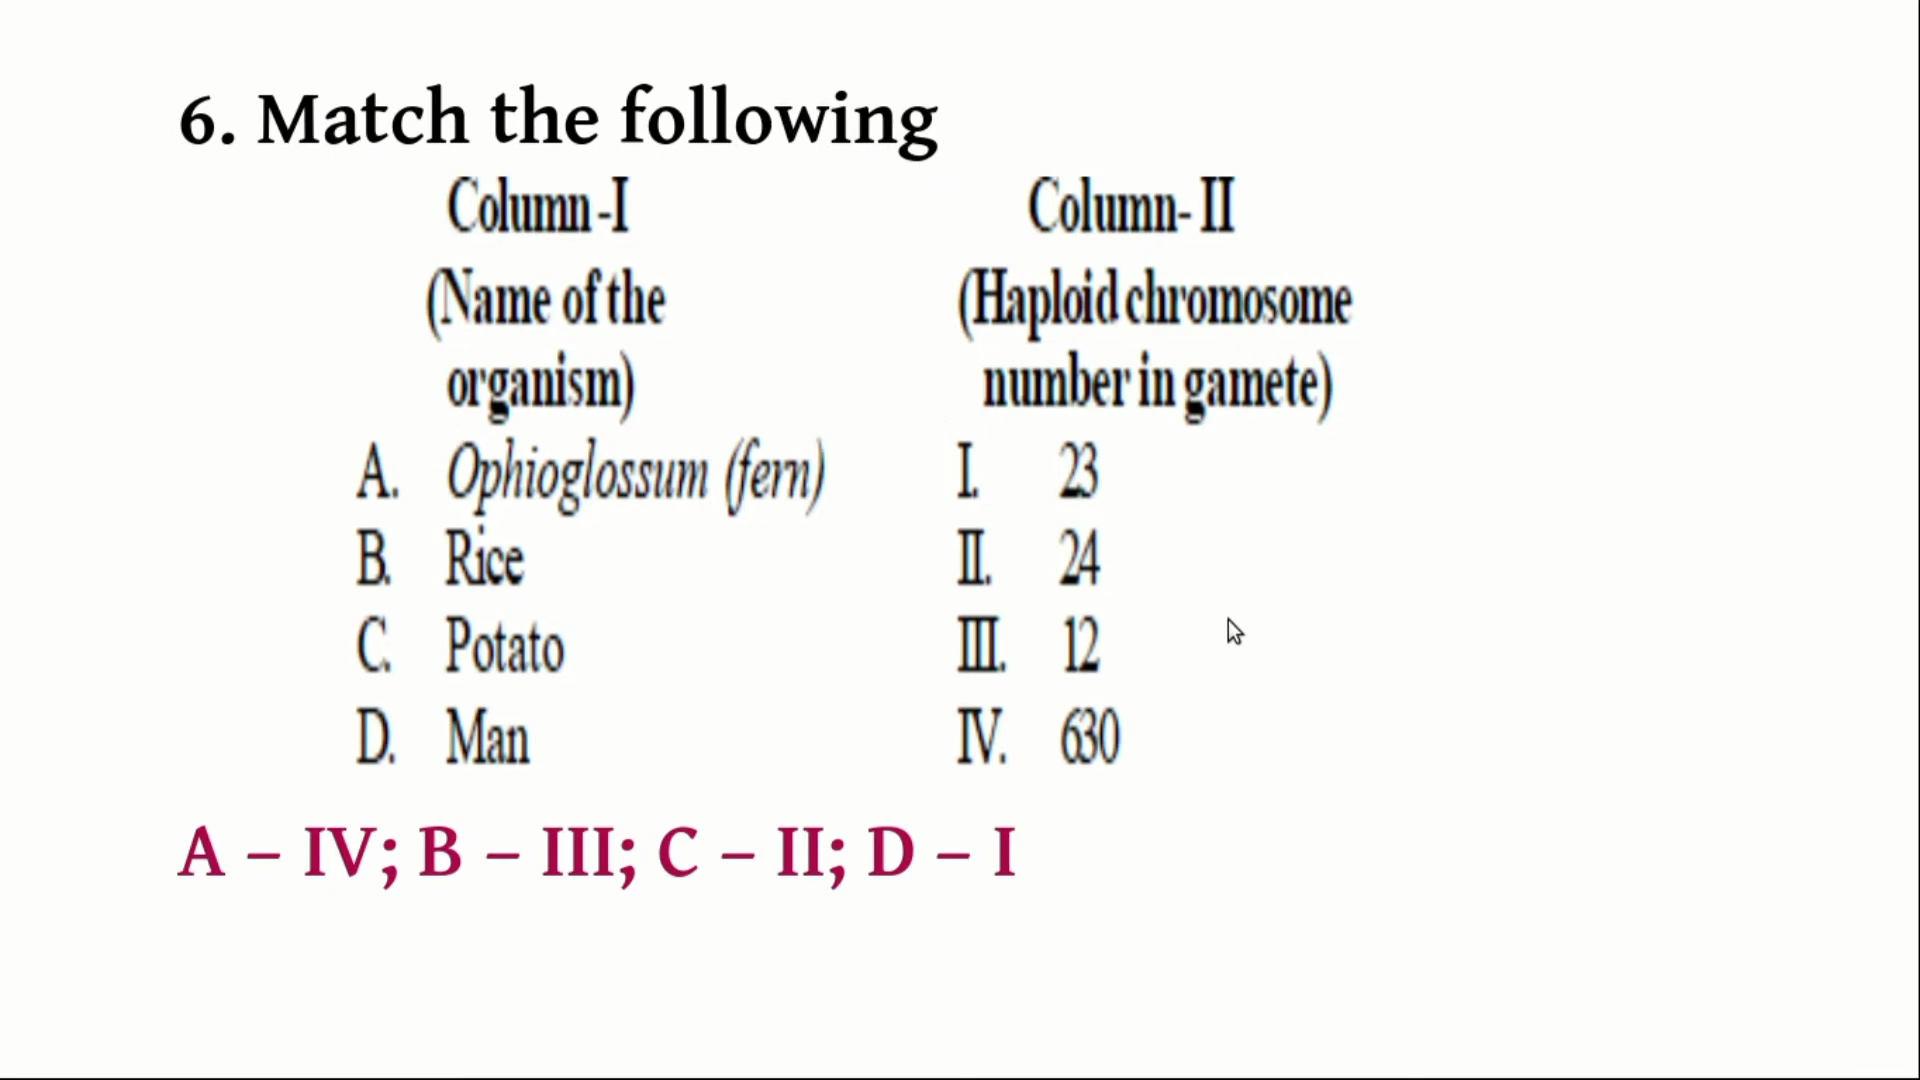 6. Match the following
Column -I Column- II
(Name of the (Haploid chromosome
organism) number in gamete)
A. Ophioglossum (fern) I. 23
B. Rice II. 24
C. Potato III. 12
D. Man IV. 630
A – IV; B – III; C – II; D – I